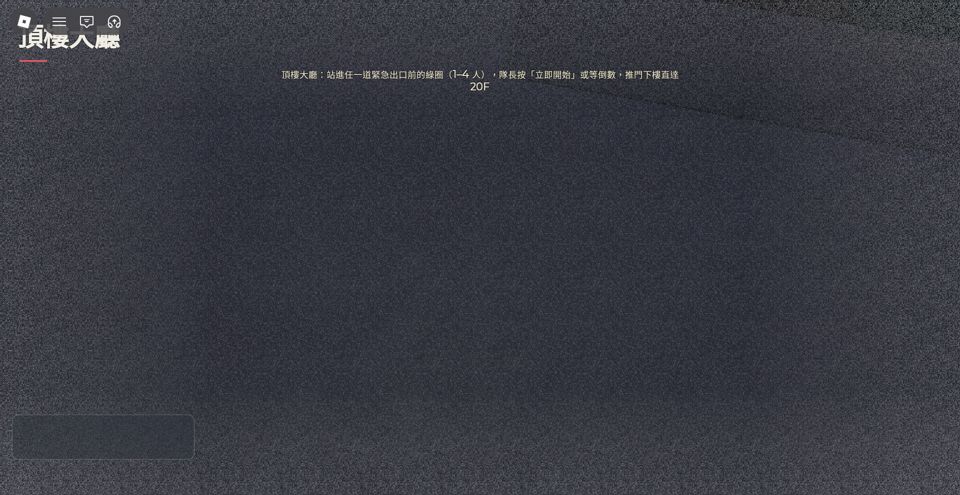 頂樓大廳
頂樓大廳：站進任一道緊急出口前的綠圈（1–4 人），隊長按「立即開始」或等倒數，推門下樓直達
20F